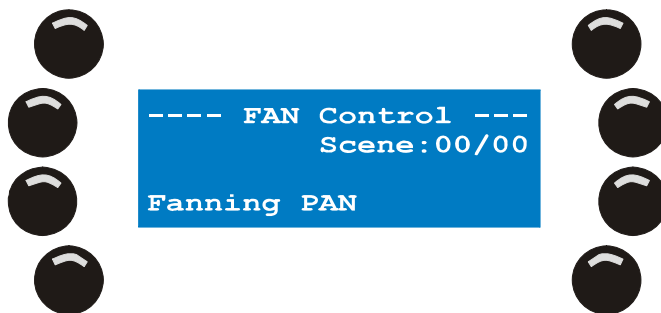 ---- FAN Control ---
Scene:00/00
Fanning PAN